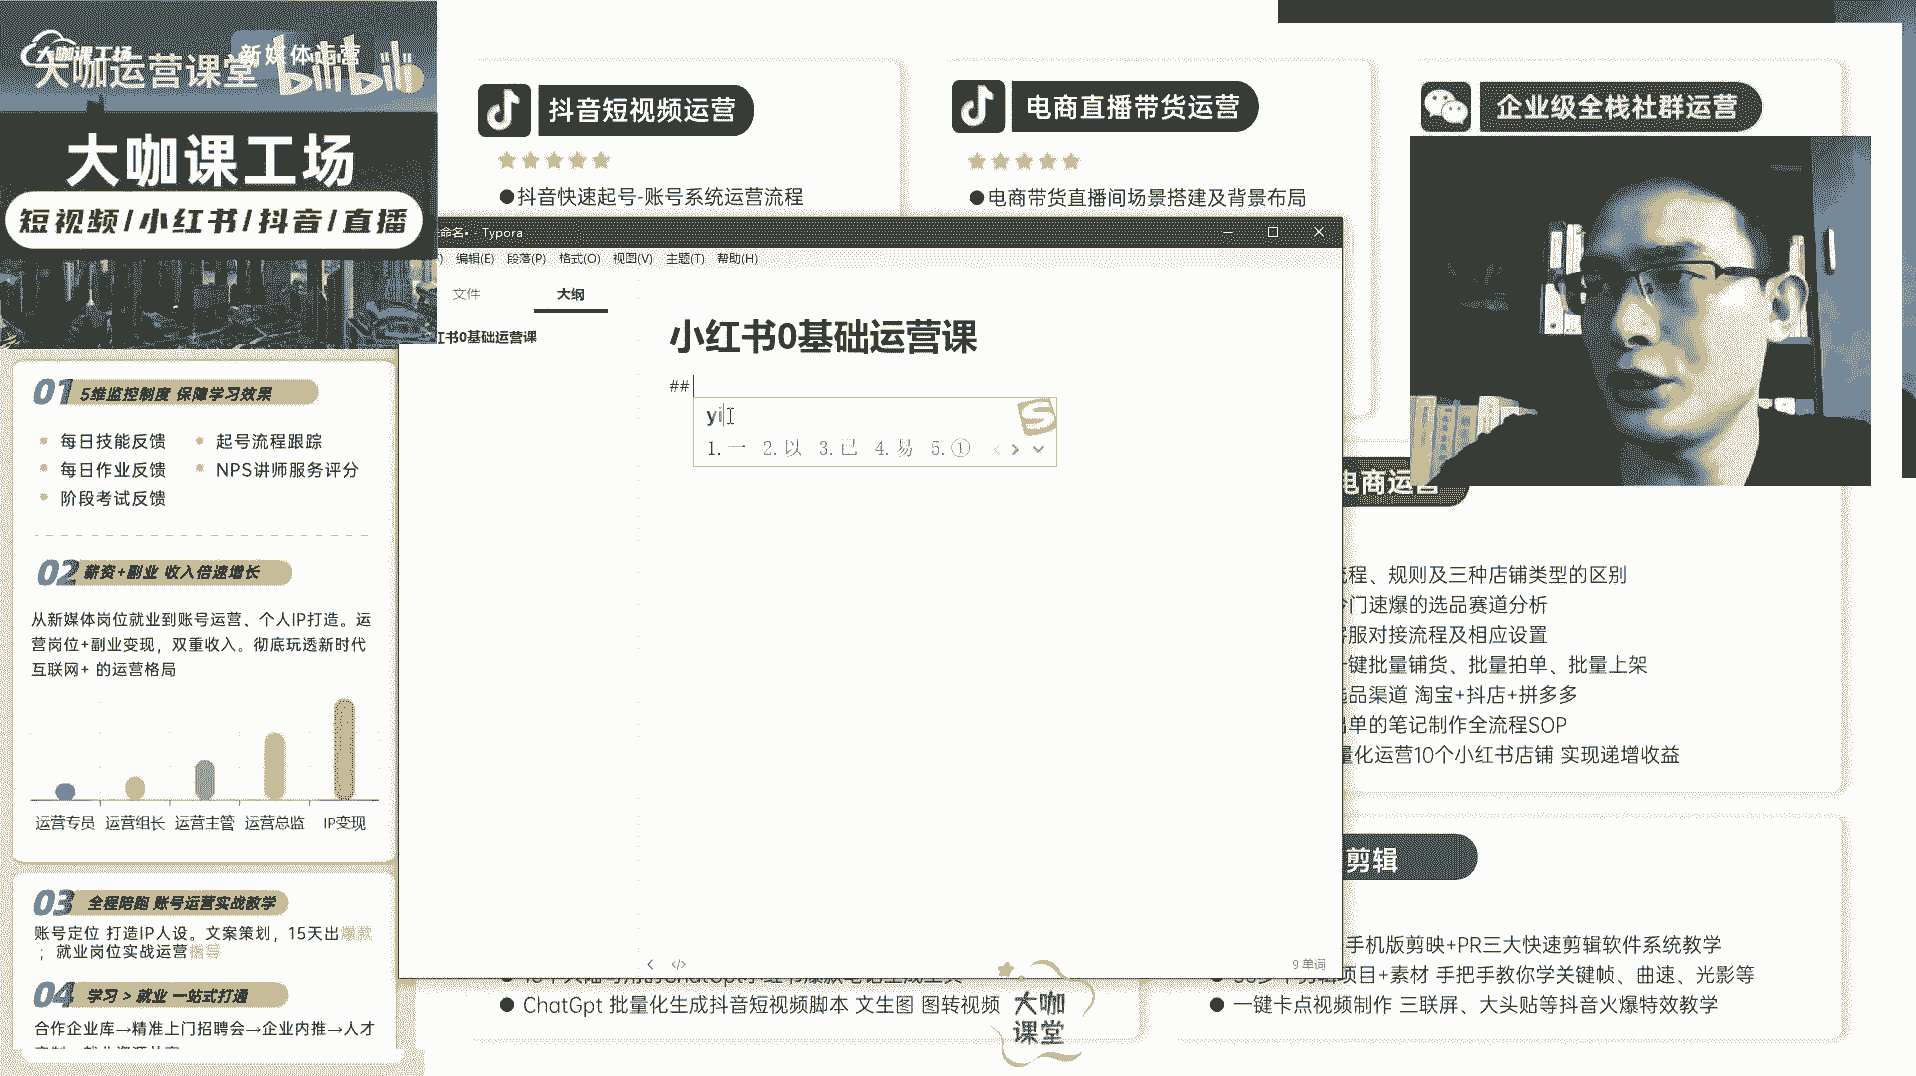 大咖课工场
新媒体运营
大咖运营课堂 bilibili
大咖课工场
短视频/小红书/抖音/直播
01 5维监控制度 保障学习效果
每日技能反馈
起号流程跟踪
每日作业反馈
NPS讲师服务评分
阶段考试反馈
02 薪资+副业 收入倍速增长
从新媒体岗位就业到账号运营、个人IP打造。运
营岗位+副业变现，双重收入。彻底玩透新时代
互联网+ 的运营格局
运营专员 运营组长 运营主管 运营总监 IP变现
03 全程陪跑 账号运营实战教学
账号定位 打造IP人设。文案策划，15天出爆款
；就业岗位实战运营指导
04 学习 > 就业 一站式打通
合作企业库→精准上门招聘会→企业内推→人才
抖音短视频运营
●抖音快速起号-账号系统运营流程
电商直播带货运营
●电商带货直播间场景搭建及背景布局
企业级全栈社群运营
命名• Typora
编辑(E) 段落(P) 格式(O) 视图(V) 主题(T) 帮助(H)
文件
大纲
书0基础运营课
小红书0基础运营课
##
yi
1.一 2.以 3.已 4.易 5.①
9 单词
电商运营
程、规则及三种店铺类型的区别
门速爆的选品赛道分析
服对接流程及相应设置
键批量铺货、批量拍单、批量上架
品渠道 淘宝+抖店+拼多多
单的笔记制作全流程SOP
量化运营10个小红书店铺 实现递增收益
剪辑
手机版剪映+PR三大快速剪辑软件系统教学
项目+素材 手把手教你学关键帧、曲速、光影等
● 一键卡点视频制作 三联屏、大头贴等抖音火爆特效教学
● ChatGpt 批量化生成抖音短视频脚本 文生图 图转视频
大咖
课堂